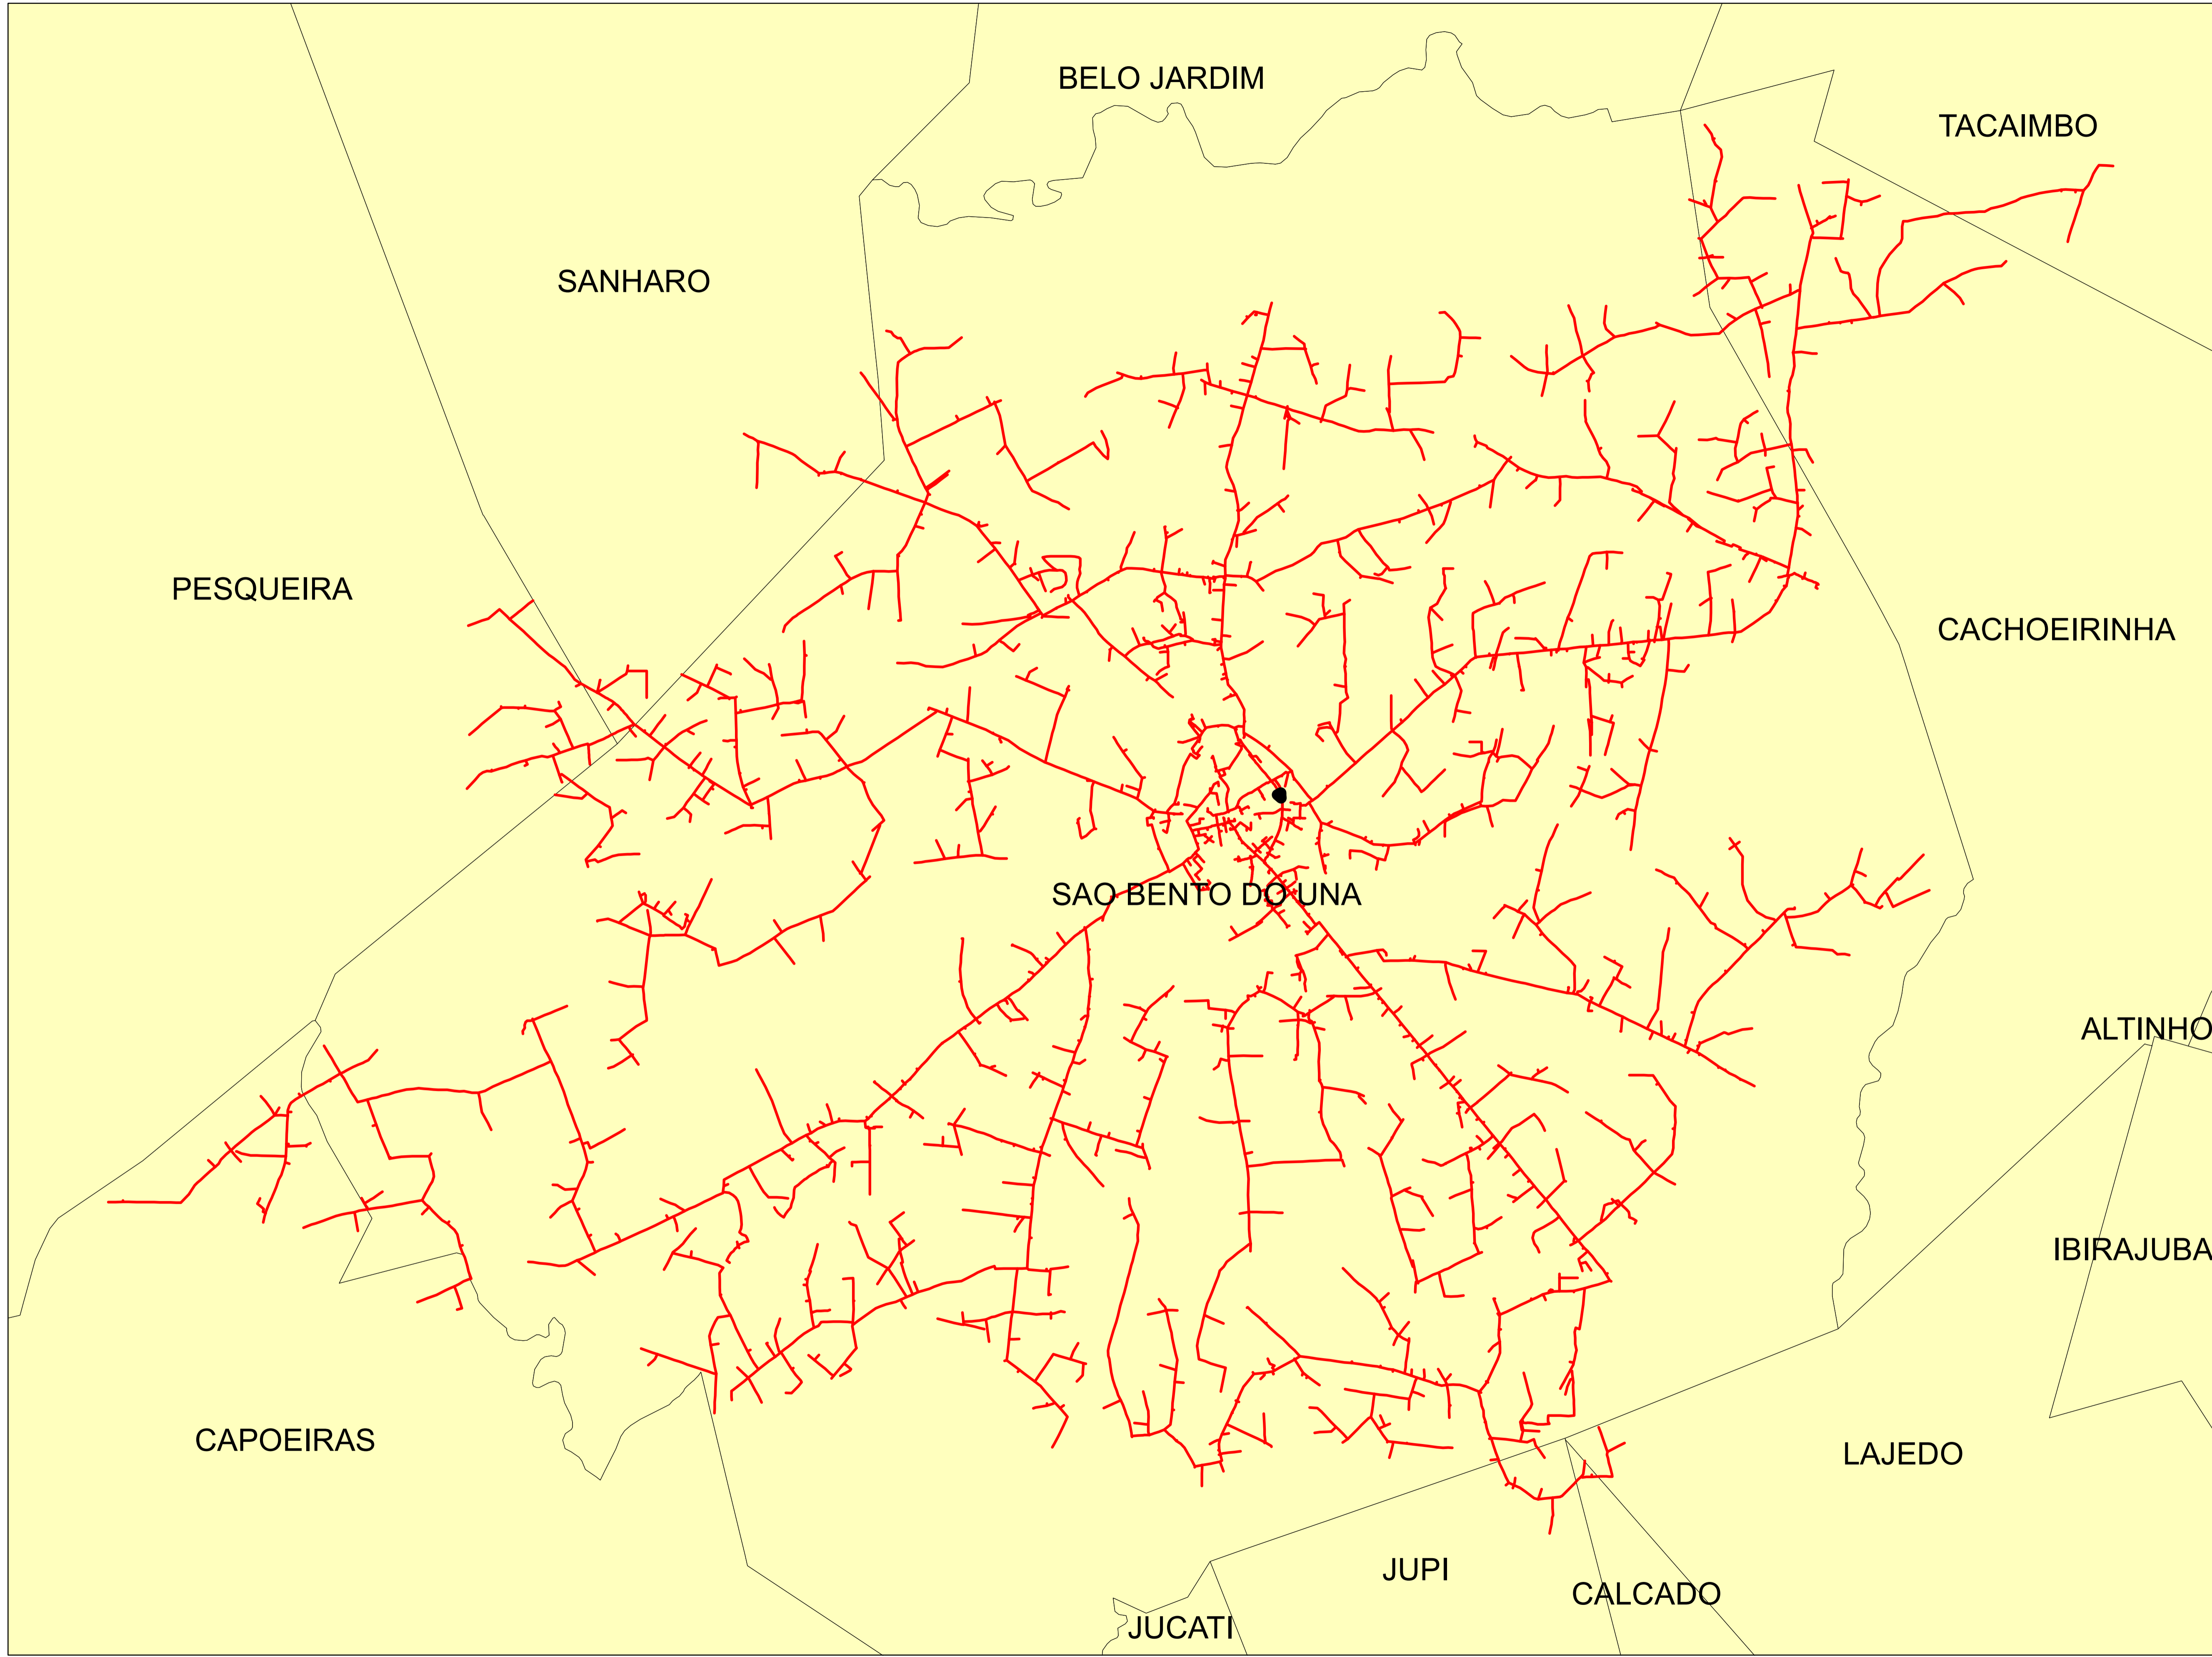 BELO JARDIM
TACAIMBO
SANHARO
PESQUEIRA
CACHOEIRINHA
SAO BENTO DO UNA
ALTINHO
IBIRAJUBA
CAPOEIRAS
LAJEDO
JUPI
CALCADO
JUCATI